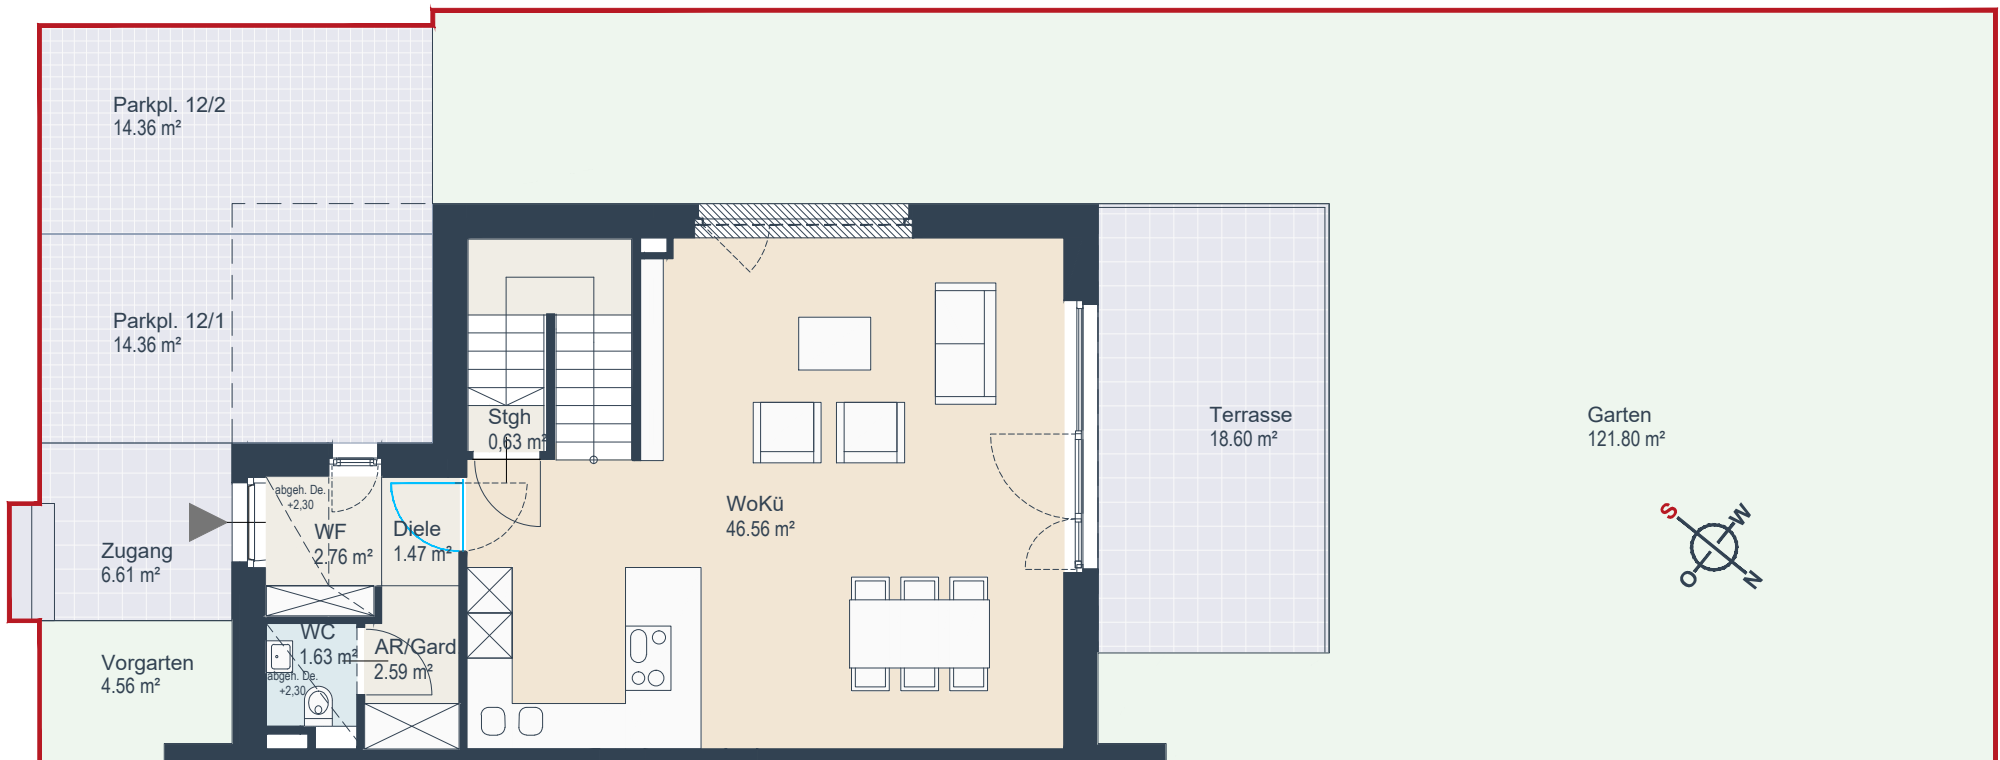 Parkpl. 12/2
14.36 m²
Parkpl. 12/1
14.36 m²
Stgh
0,63 m²
Terrasse
18.60 m²
Garten
121.80 m²
abgeh. De.
+2,30
WF
2.76 m²
Diele
1.47 m²
WoKü
46.56 m²
Zugang
6.61 m²
S
W
O
N
WC
1.63 m²
AR/Gard
2.59 m²
abgeh. De.
+2,30
Vorgarten
4.56 m²